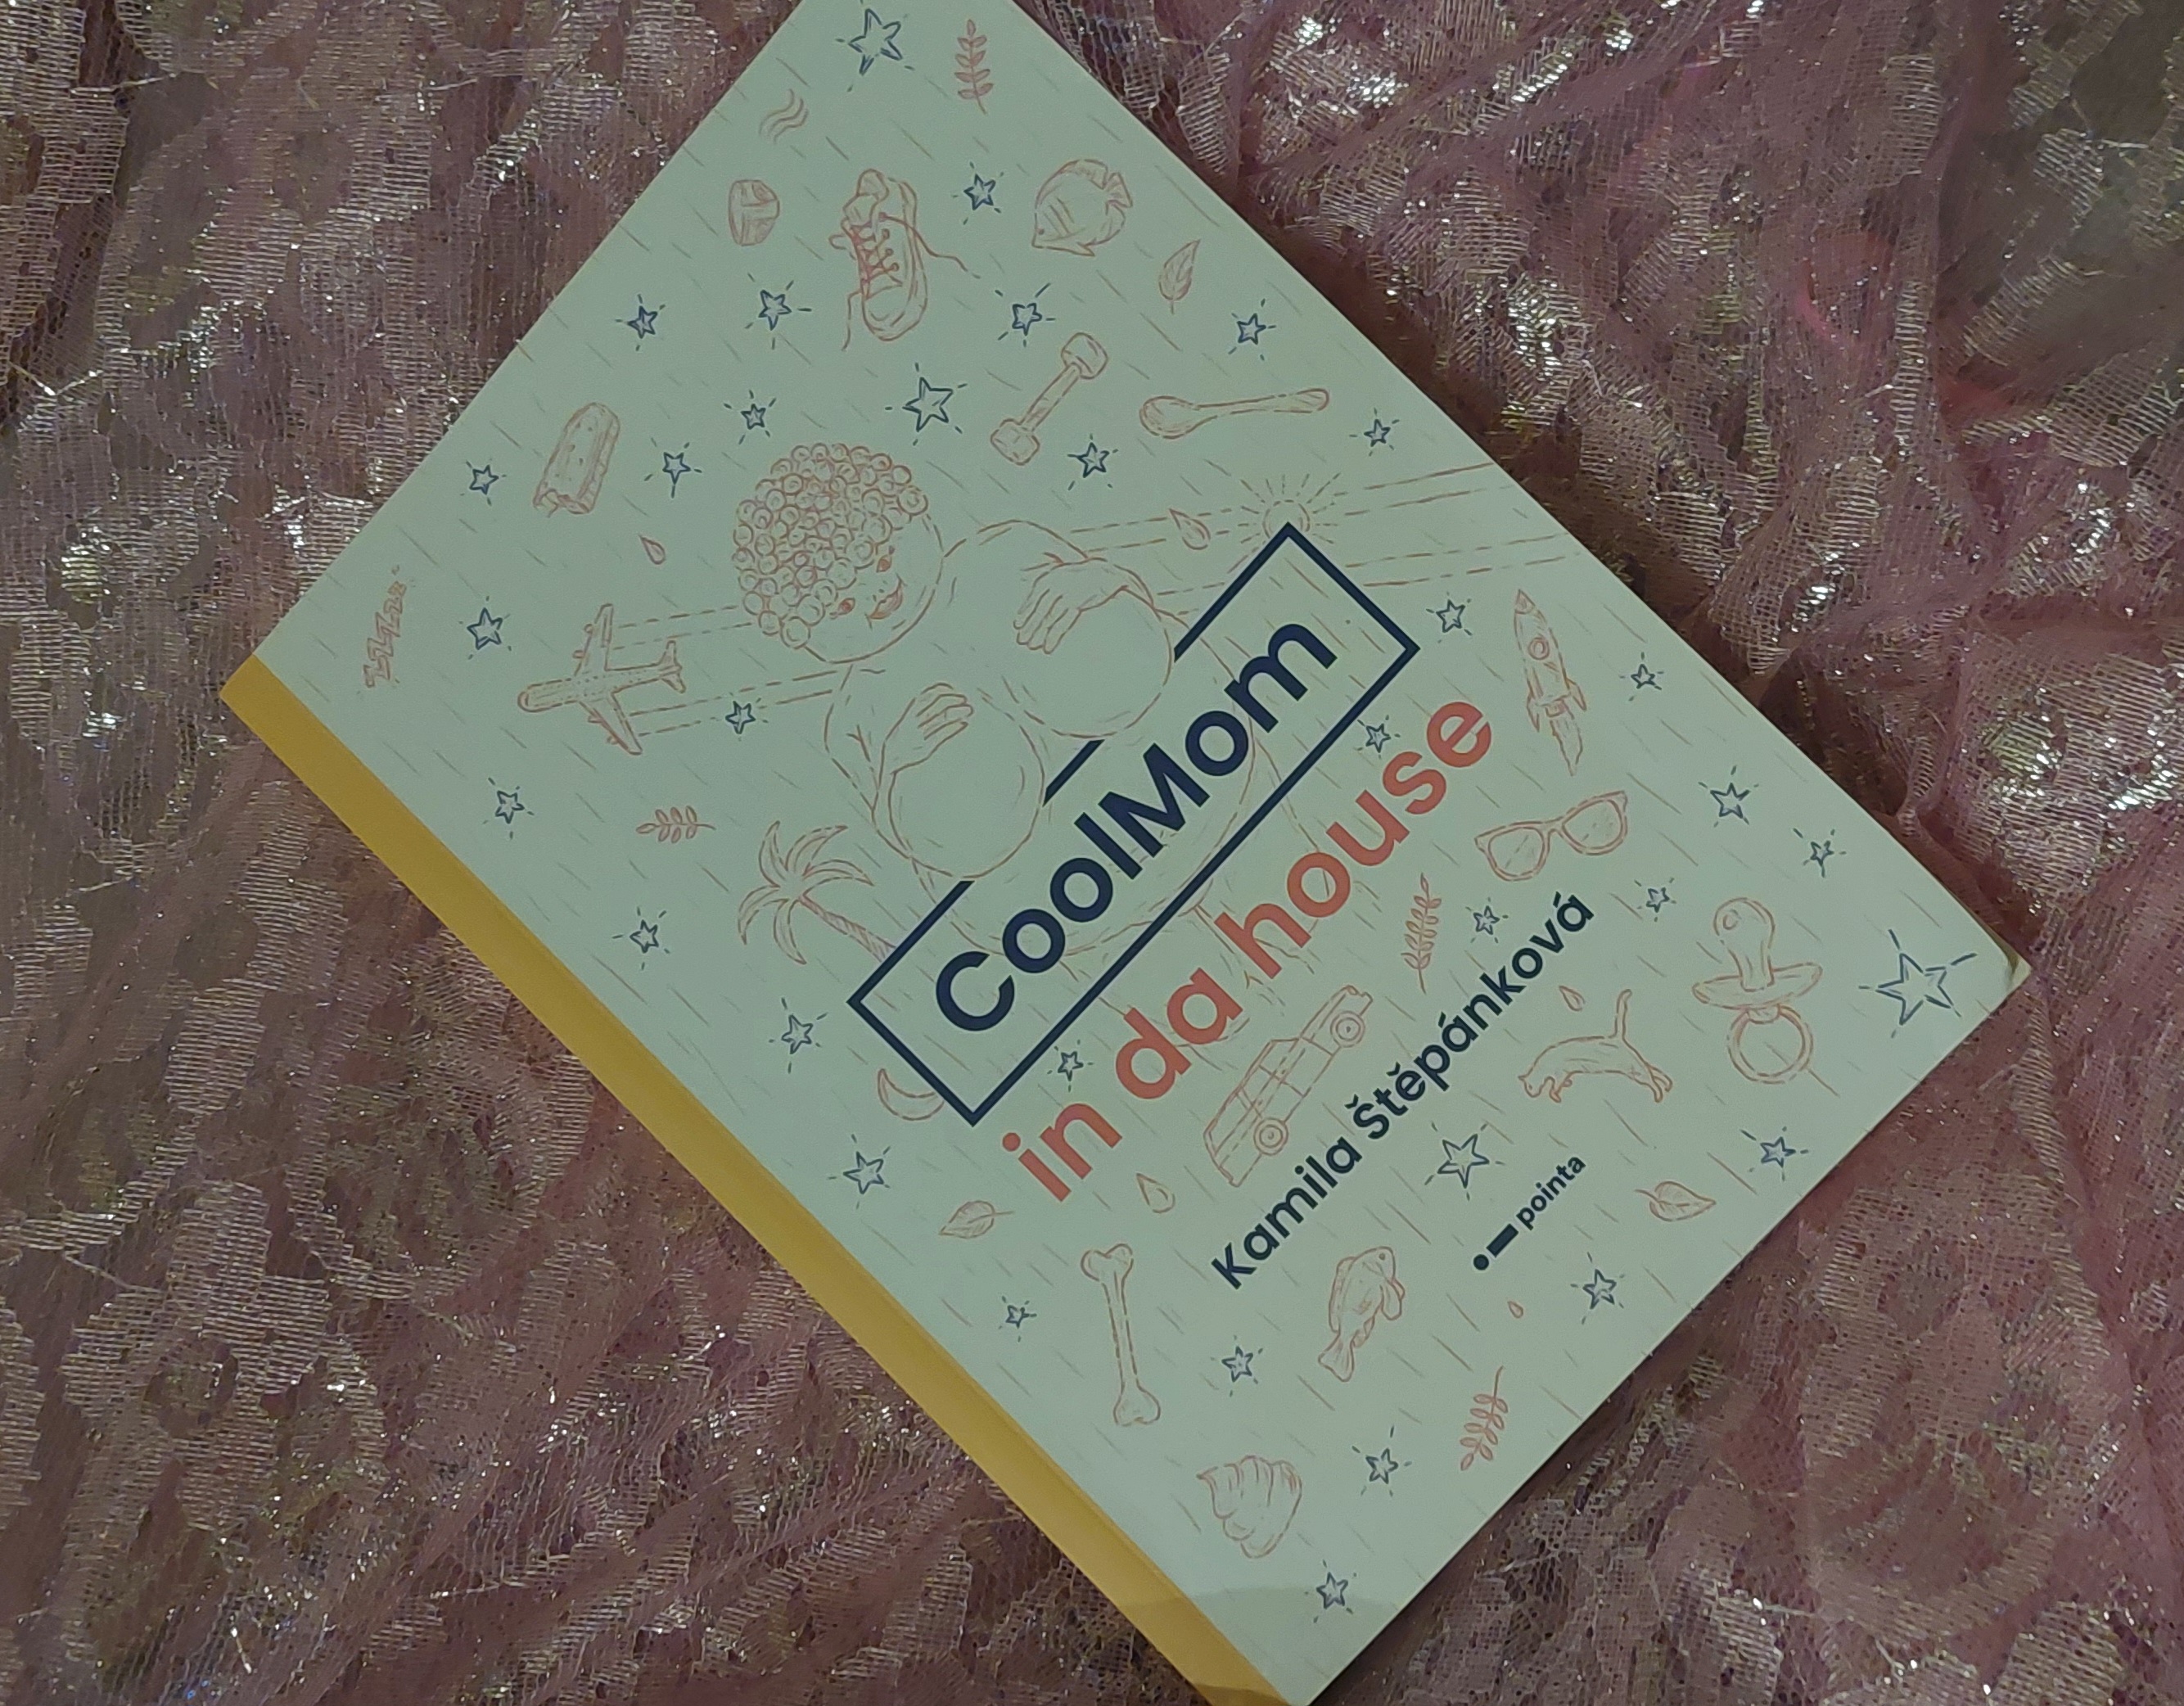 CoolMom
in da house
Kamila Štěpánková
pointa